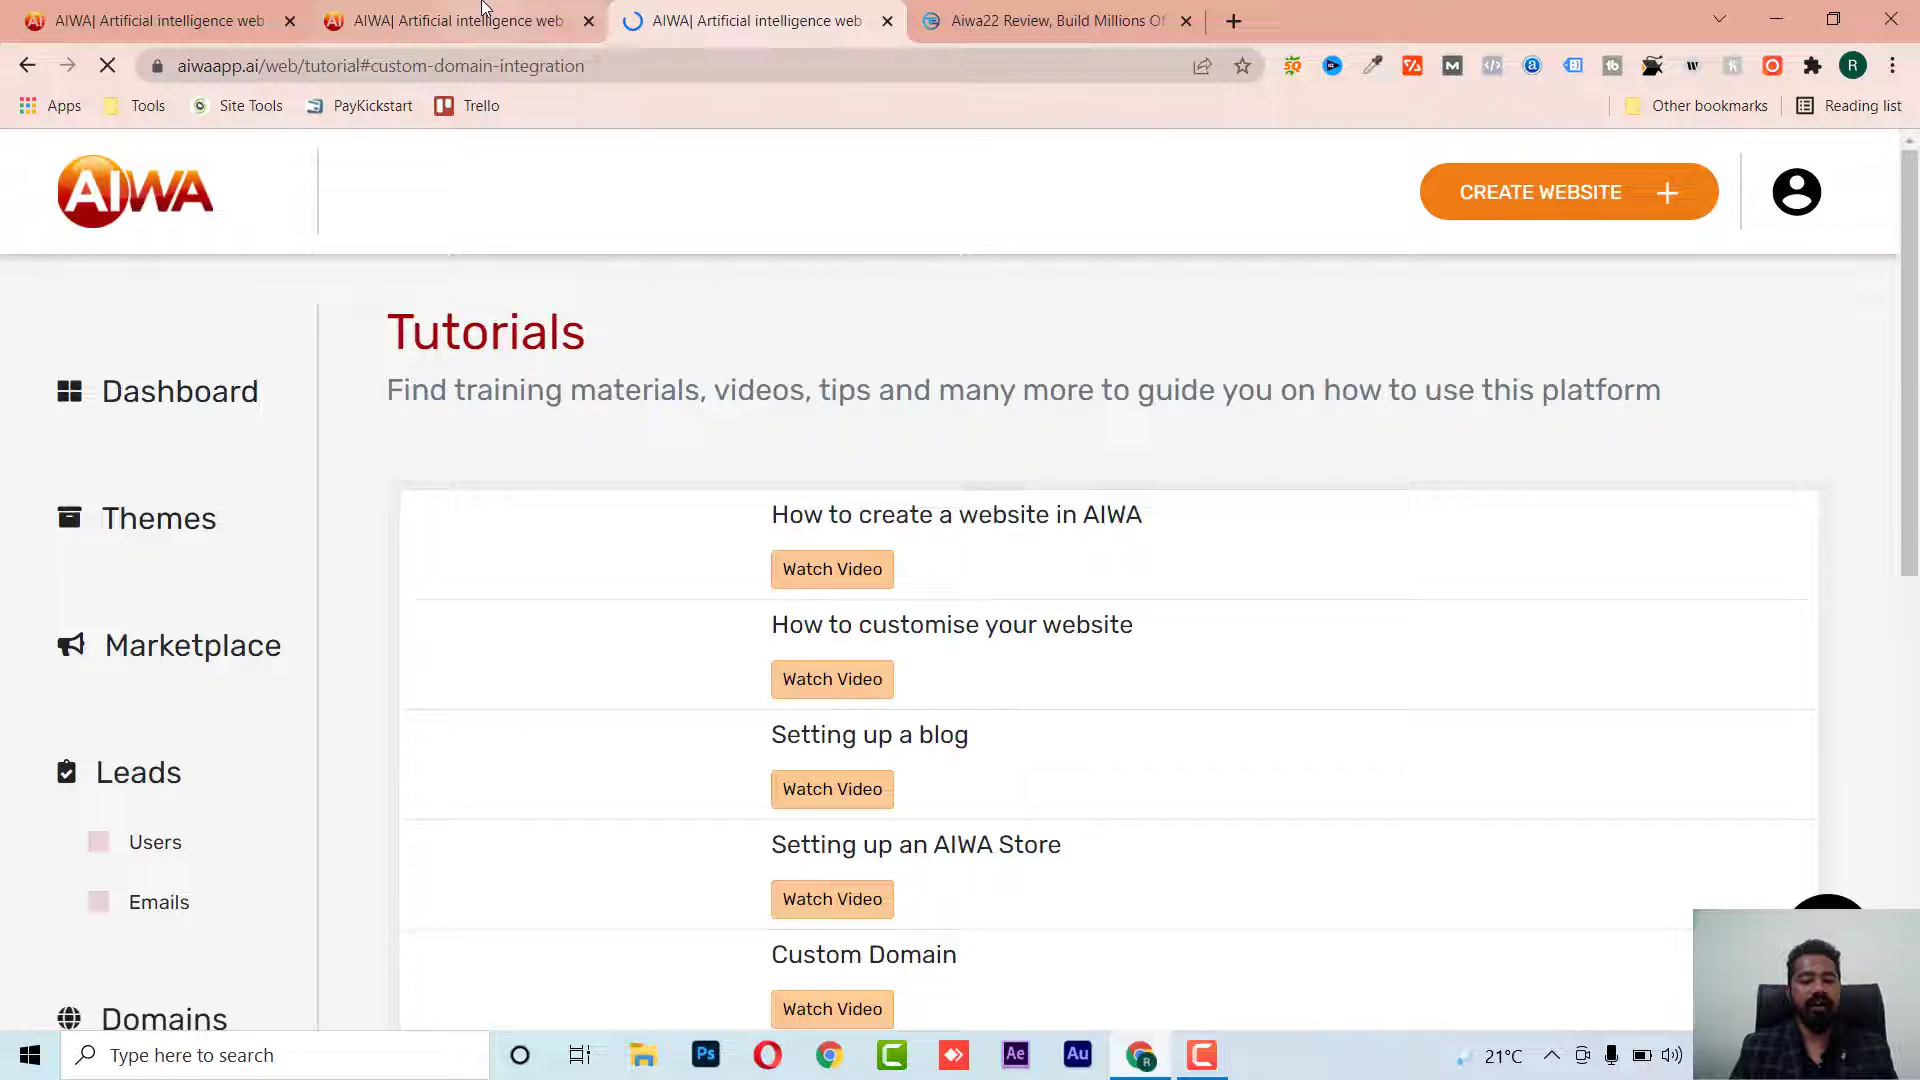 AIWA| Artificial intelligence web
AIWA| Artificial intelligence web
AIWA| Artificial intelligence web
Aiwa22 Review, Build Millions Of
aiwaapp.ai/web/tutorial#custom-domain-integration
R
Apps
Tools
Site Tools
PayKickstart
Trello
Other bookmarks
Reading list
AIWA
CREATE WEBSITE +
Tutorials
Find training materials, videos, tips and many more to guide you on how to use this platform
Dashboard
Themes
Marketplace
Leads
Users
Emails
Domains
How to create a website in AIWA
Watch Video
How to customise your website
Watch Video
Setting up a blog
Watch Video
Setting up an AIWA Store
Watch Video
Custom Domain
Watch Video
Type here to search
Ps
Ae
Au
21°C